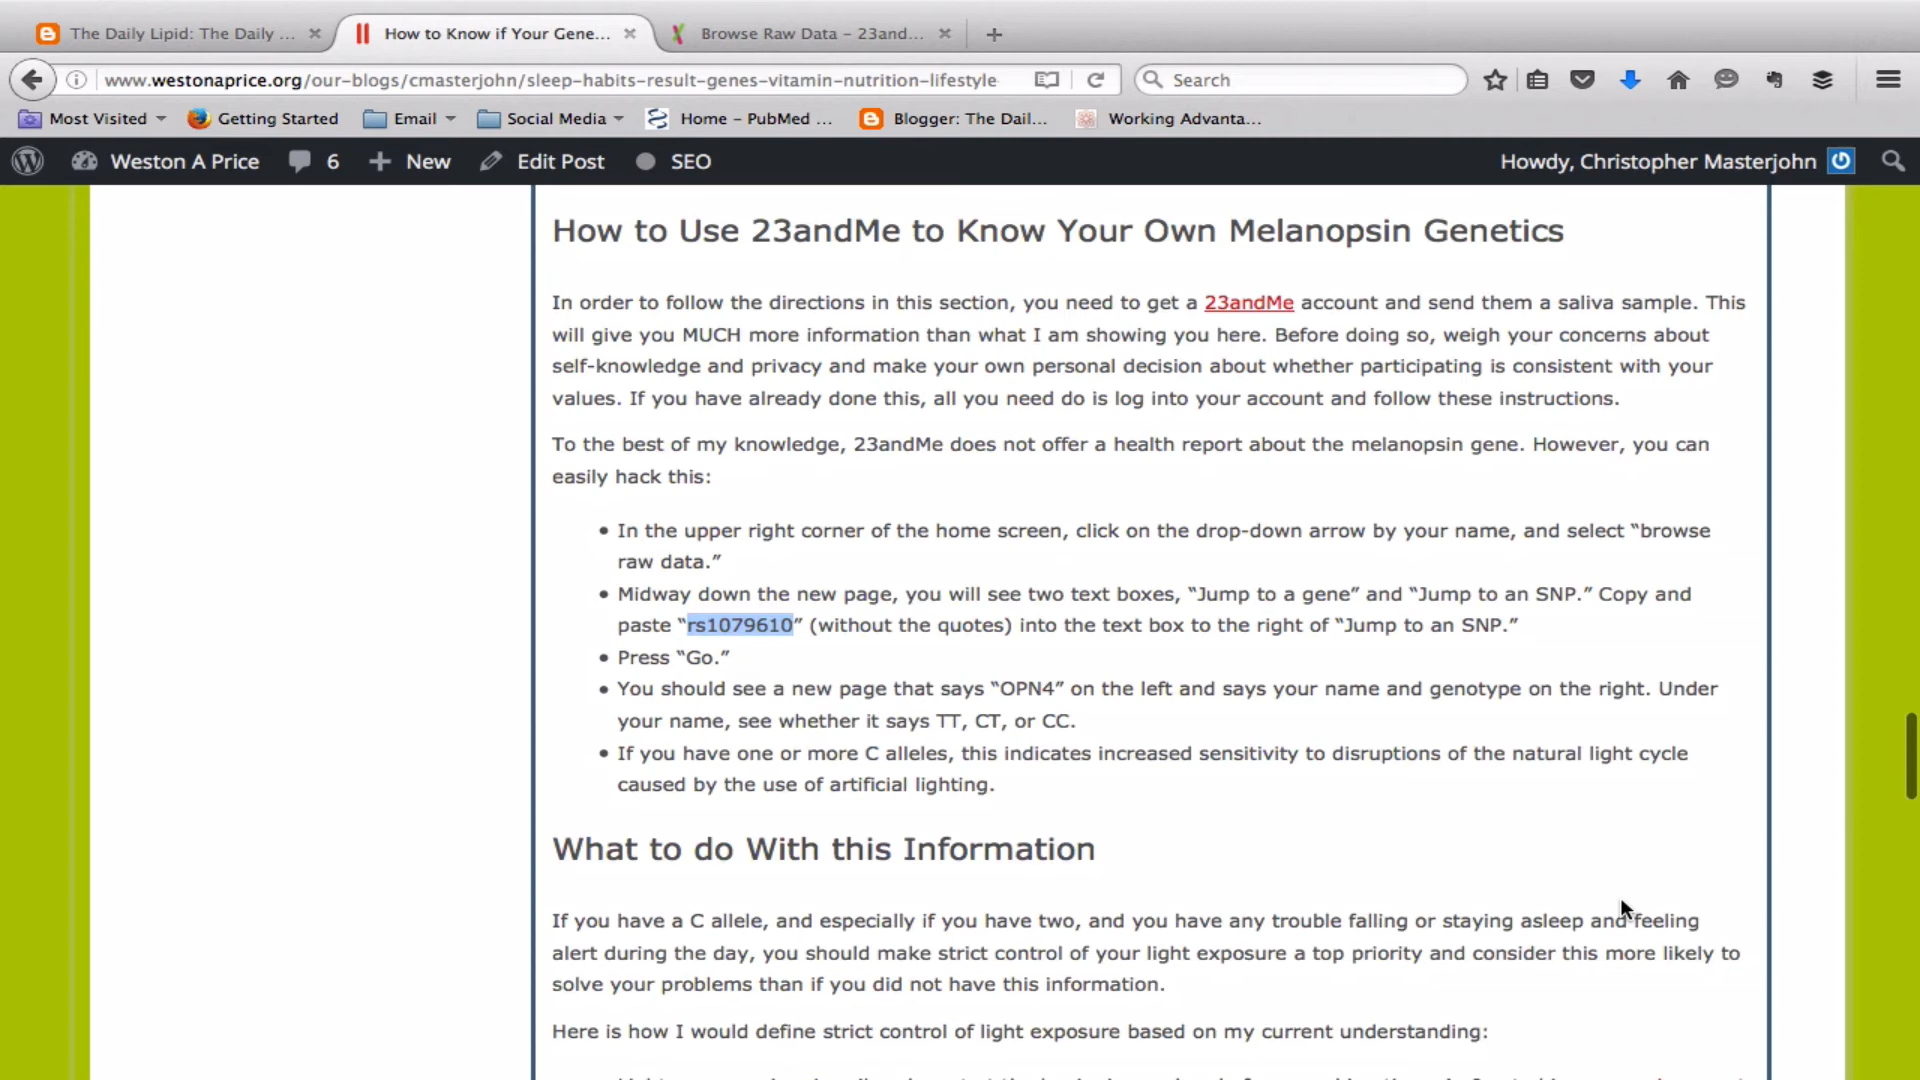 The Daily Lipid: The Daily ...
How to Know if Your Gene...
Browse Raw Data – 23and...
www.westonaprice.org/our-blogs/cmasterjohn/sleep-habits-result-genes-vitamin-nutrition-lifestyle
Search
Most Visited
Getting Started
Email
Social Media
Home – PubMed ...
Blogger: The Dail...
Working Advanta...
Weston A Price
6
New
Edit Post
SEO
Howdy, Christopher Masterjohn
How to Use 23andMe to Know Your Own Melanopsin Genetics
In order to follow the directions in this section, you need to get a 23andMe account and send them a saliva sample. This
will give you MUCH more information than what I am showing you here. Before doing so, weigh your concerns about
self-knowledge and privacy and make your own personal decision about whether participating is consistent with your
values. If you have already done this, all you need do is log into your account and follow these instructions.
To the best of my knowledge, 23andMe does not offer a health report about the melanopsin gene. However, you can
easily hack this:
• In the upper right corner of the home screen, click on the drop-down arrow by your name, and select “browse
raw data.”
• Midway down the new page, you will see two text boxes, “Jump to a gene” and “Jump to an SNP.” Copy and
paste “rs1079610” (without the quotes) into the text box to the right of “Jump to an SNP.”
• Press “Go.”
• You should see a new page that says “OPN4” on the left and says your name and genotype on the right. Under
your name, see whether it says TT, CT, or CC.
• If you have one or more C alleles, this indicates increased sensitivity to disruptions of the natural light cycle
caused by the use of artificial lighting.
What to do With this Information
If you have a C allele, and especially if you have two, and you have any trouble falling or staying asleep and feeling
alert during the day, you should make strict control of your light exposure a top priority and consider this more likely to
solve your problems than if you did not have this information.
Here is how I would define strict control of light exposure based on my current understanding: